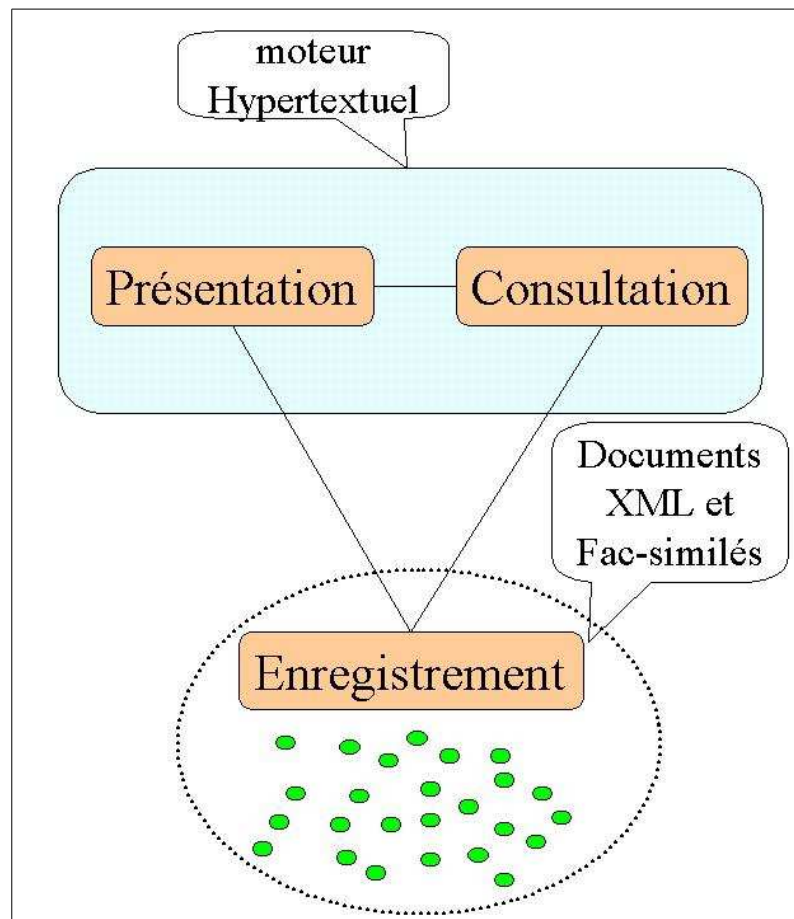 moteur
Hypertextuel
Présentation
Consultation
Documents
XML et
Fac-similés
Enregistrement